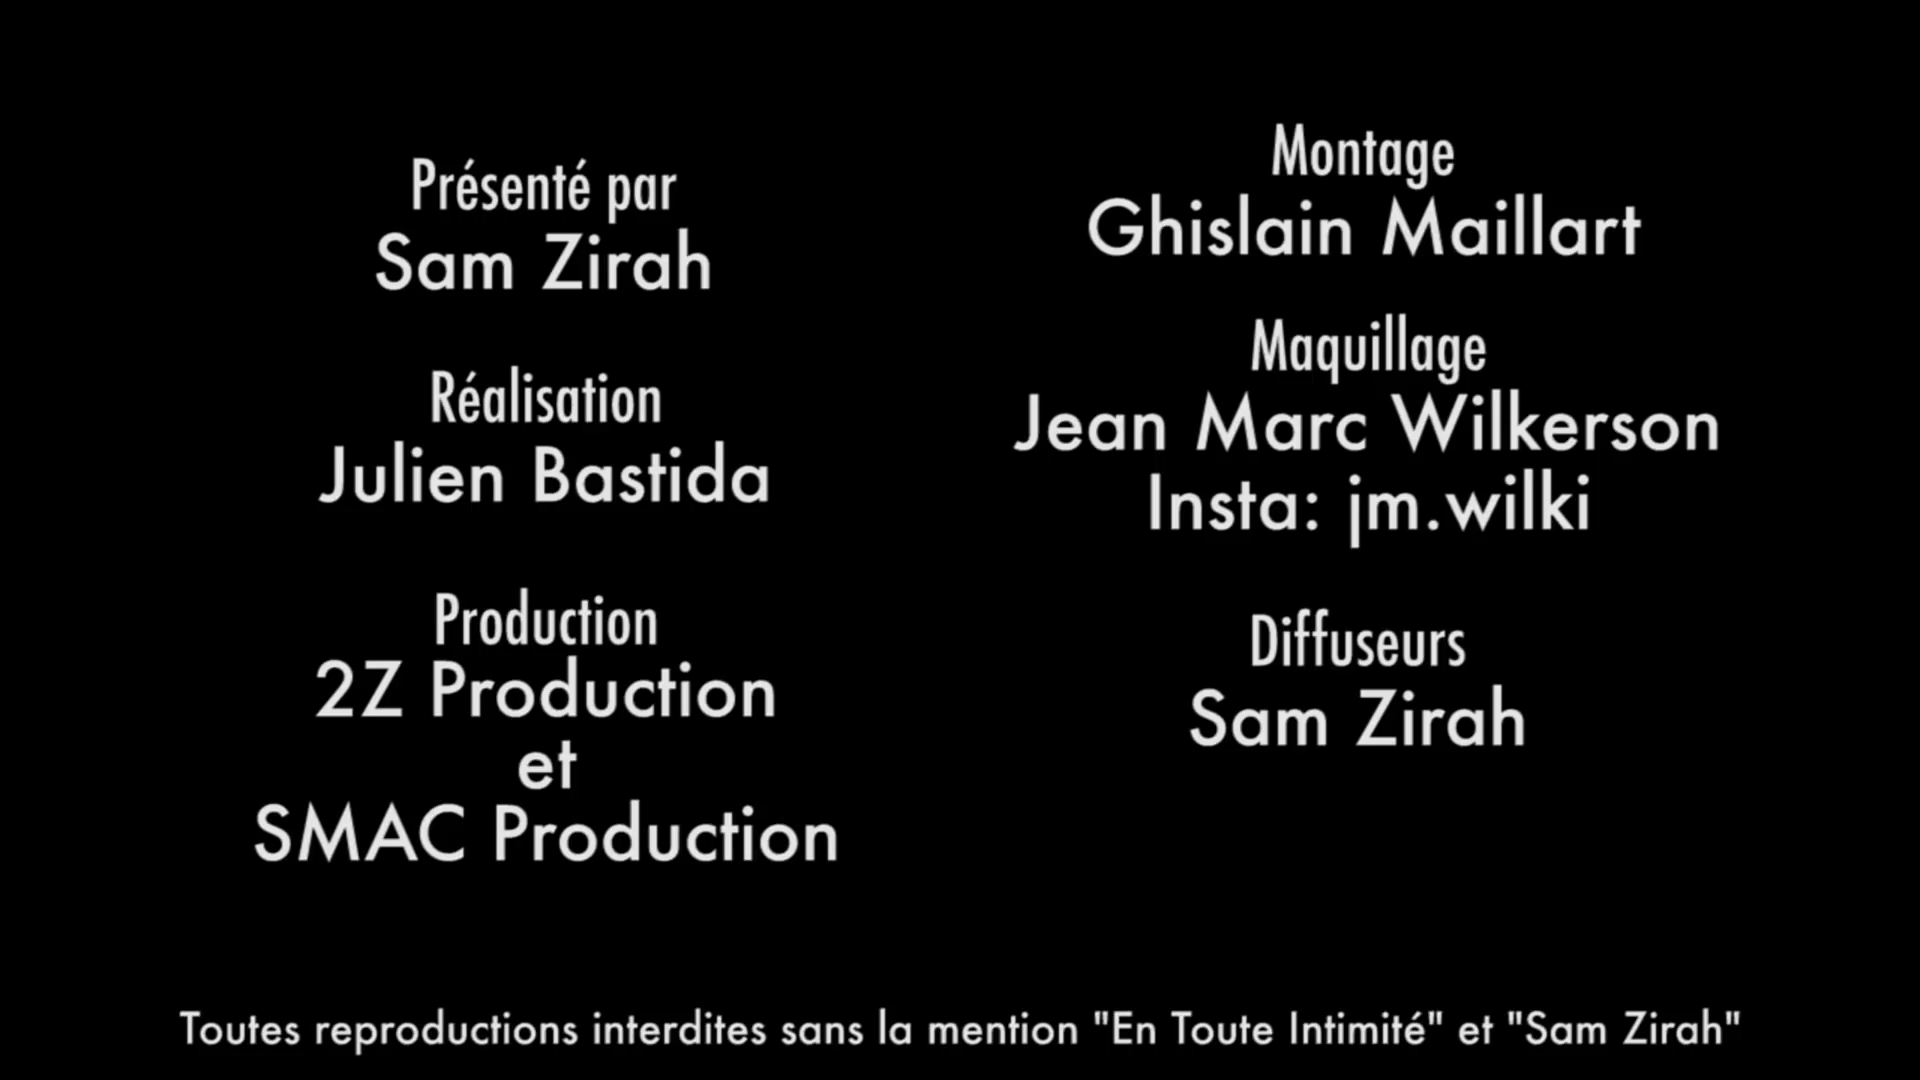 Présenté par
Sam Zirah
Réalisation
Julien Bastida
Production
2Z Production
et
SMAC Production
Montage
Ghislain Maillart
Maquillage
Jean Marc Wilkerson
Insta: jm.wilki
Diffuseurs
Sam Zirah
Toutes reproductions interdites sans la mention "En Toute Intimité" et "Sam Zirah"